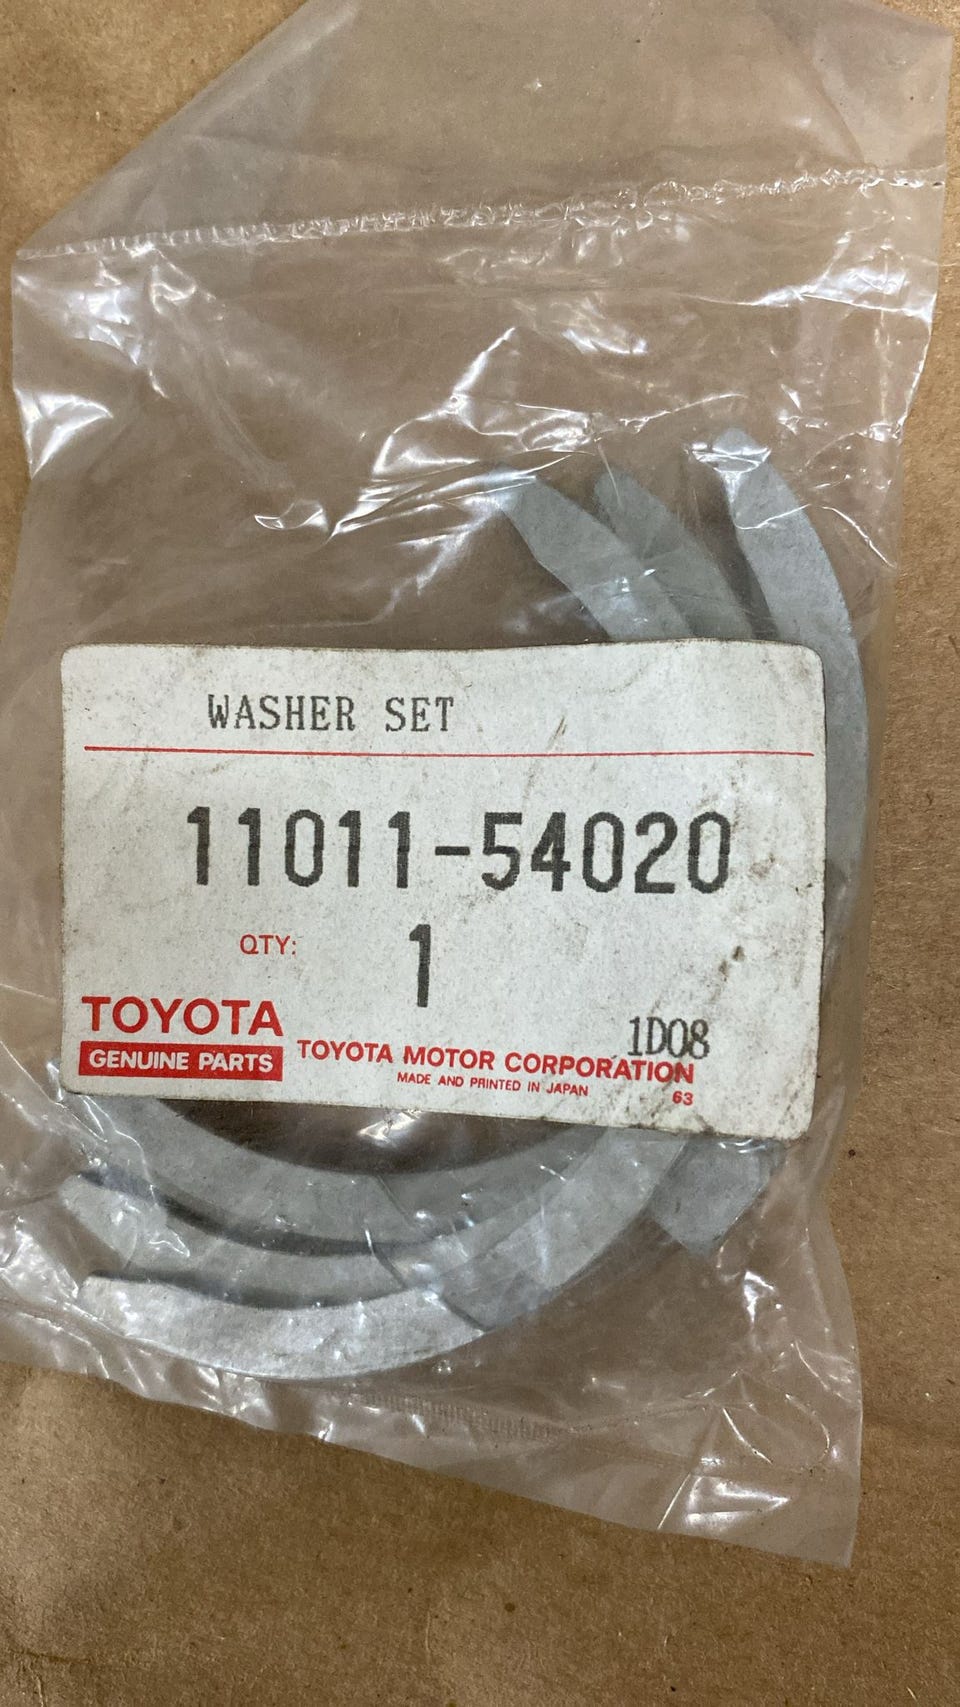 WASHER SET
11011-54020
QTY: 1
TOYOTA
GENUINE PARTS
1D08
TOYOTA MOTOR CORPORATION
MADE AND PRINTED IN JAPAN
63